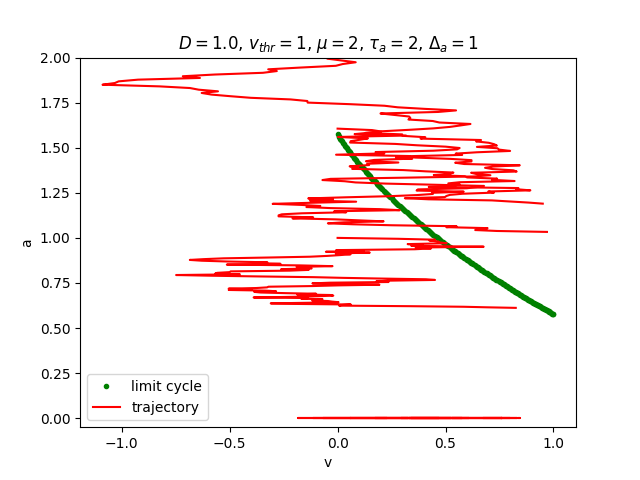 D = 1.0, v_thr = 1, μ = 2, τ_a = 2, Δ_a = 1
2.00
1.75
1.50
1.25
1.00
0.75
0.50
0.25
0.00
a
limit cycle
trajectory
−1.0 −0.5 0.0 0.5 1.0
v